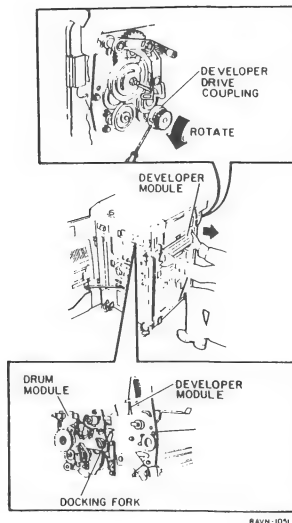 DEVELOPER
DRIVE
COUPLING
ROTATE
DEVELOPER
MODULE
DRUM
MODULE
DEVELOPER
MODULE
DOCKING FORK